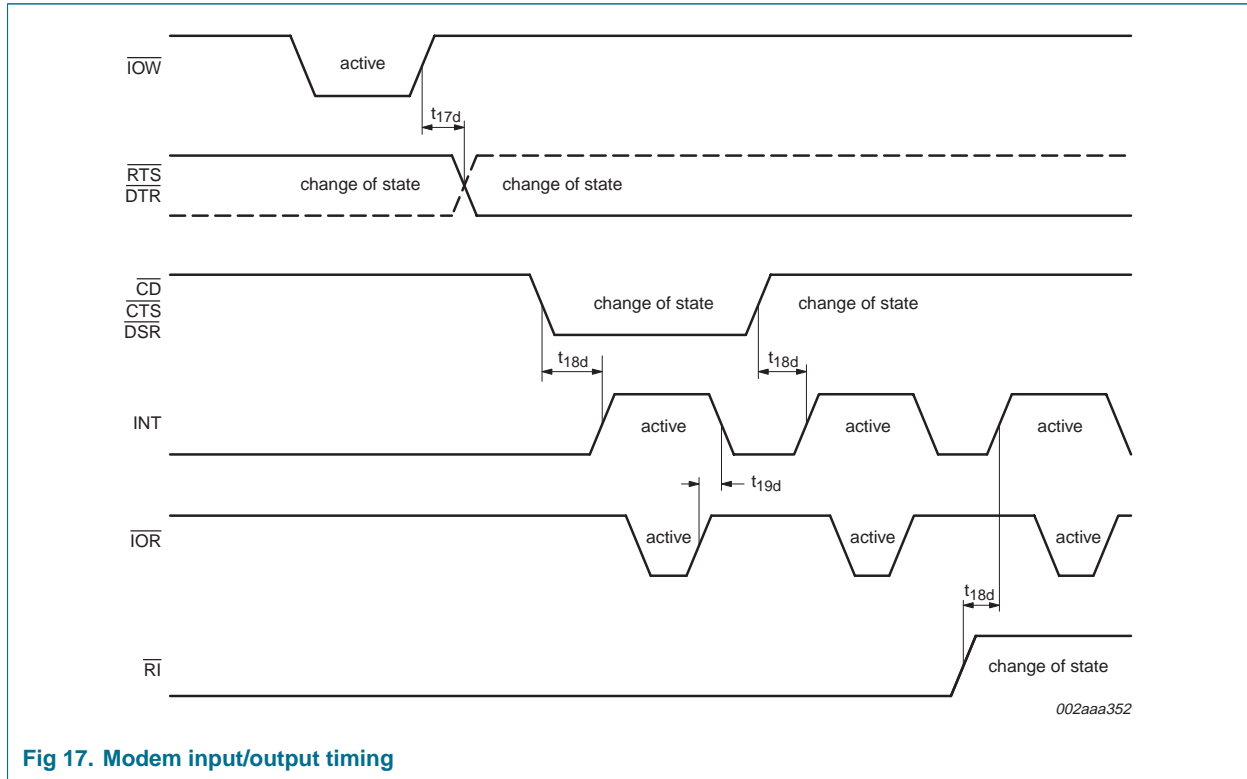 IOW
active
t17d
RTS
DTR
change of state
change of state
CD
CTS
DSR
change of state
change of state
t18d
t18d
INT
active
active
active
t19d
IOR
active
active
active
t18d
RI
change of state
002aaa352
Fig 17. Modem input/output timing